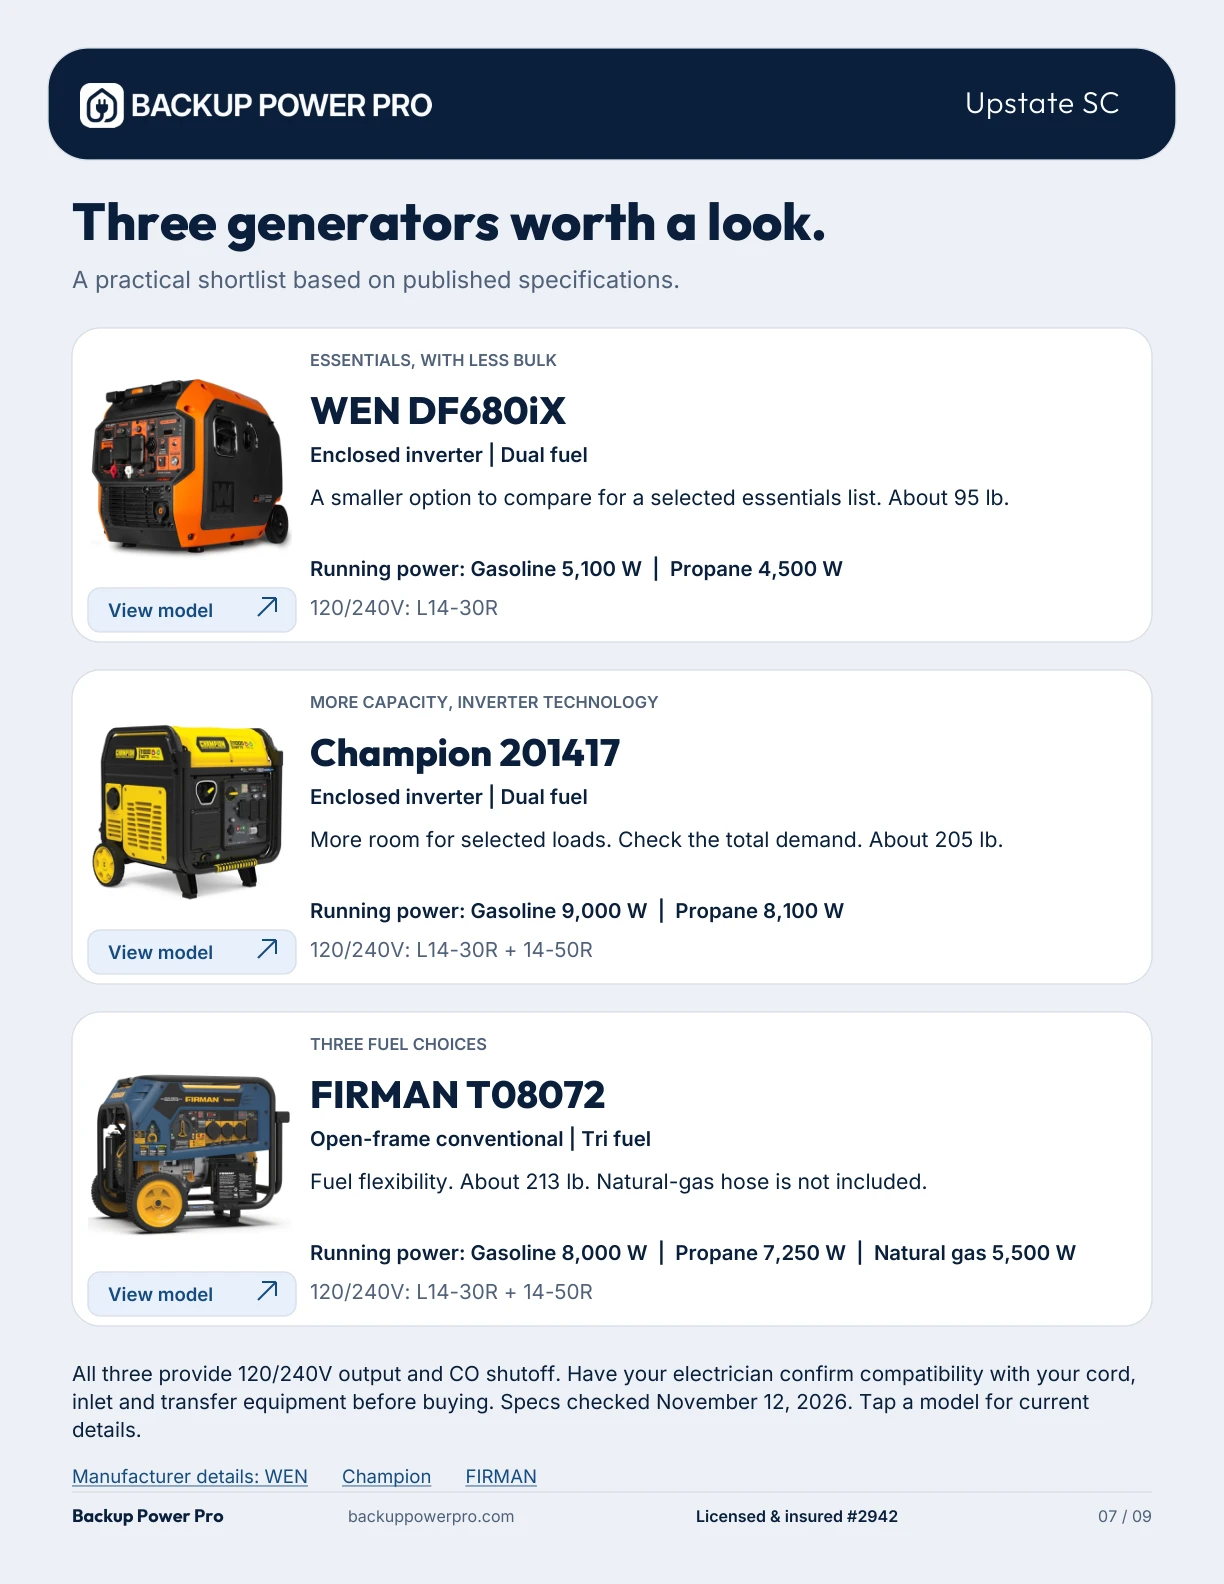 BACKUP POWER PRO
Upstate SC
Three generators worth a look.
A practical shortlist based on published specifications.
ESSENTIALS, WITH LESS BULK
WEN DF680iX
Enclosed inverter | Dual fuel
A smaller option to compare for a selected essentials list. About 95 lb.
Running power: Gasoline 5,100 W | Propane 4,500 W
View model
120/240V: L14-30R
MORE CAPACITY, INVERTER TECHNOLOGY
CHAMPION
CHAMPION
Champion 201417
Enclosed inverter | Dual fuel
More room for selected loads. Check the total demand. About 205 lb.
Running power: Gasoline 9,000 W | Propane 8,100 W
View model
120/240V: L14-30R + 14-50R
THREE FUEL CHOICES
FIRMAN
FIRMAN T08072
Open-frame conventional | Tri fuel
Fuel flexibility. About 213 lb. Natural-gas hose is not included.
Running power: Gasoline 8,000 W | Propane 7,250 W | Natural gas 5,500 W
View model
120/240V: L14-30R + 14-50R
All three provide 120/240V output and CO shutoff. Have your electrician confirm compatibility with your cord,
inlet and transfer equipment before buying. Specs checked November 12, 2026. Tap a model for current
details.
Manufacturer details: WEN Champion FIRMAN
Backup Power Pro backuppowerpro.com Licensed & insured #2942 07 / 09